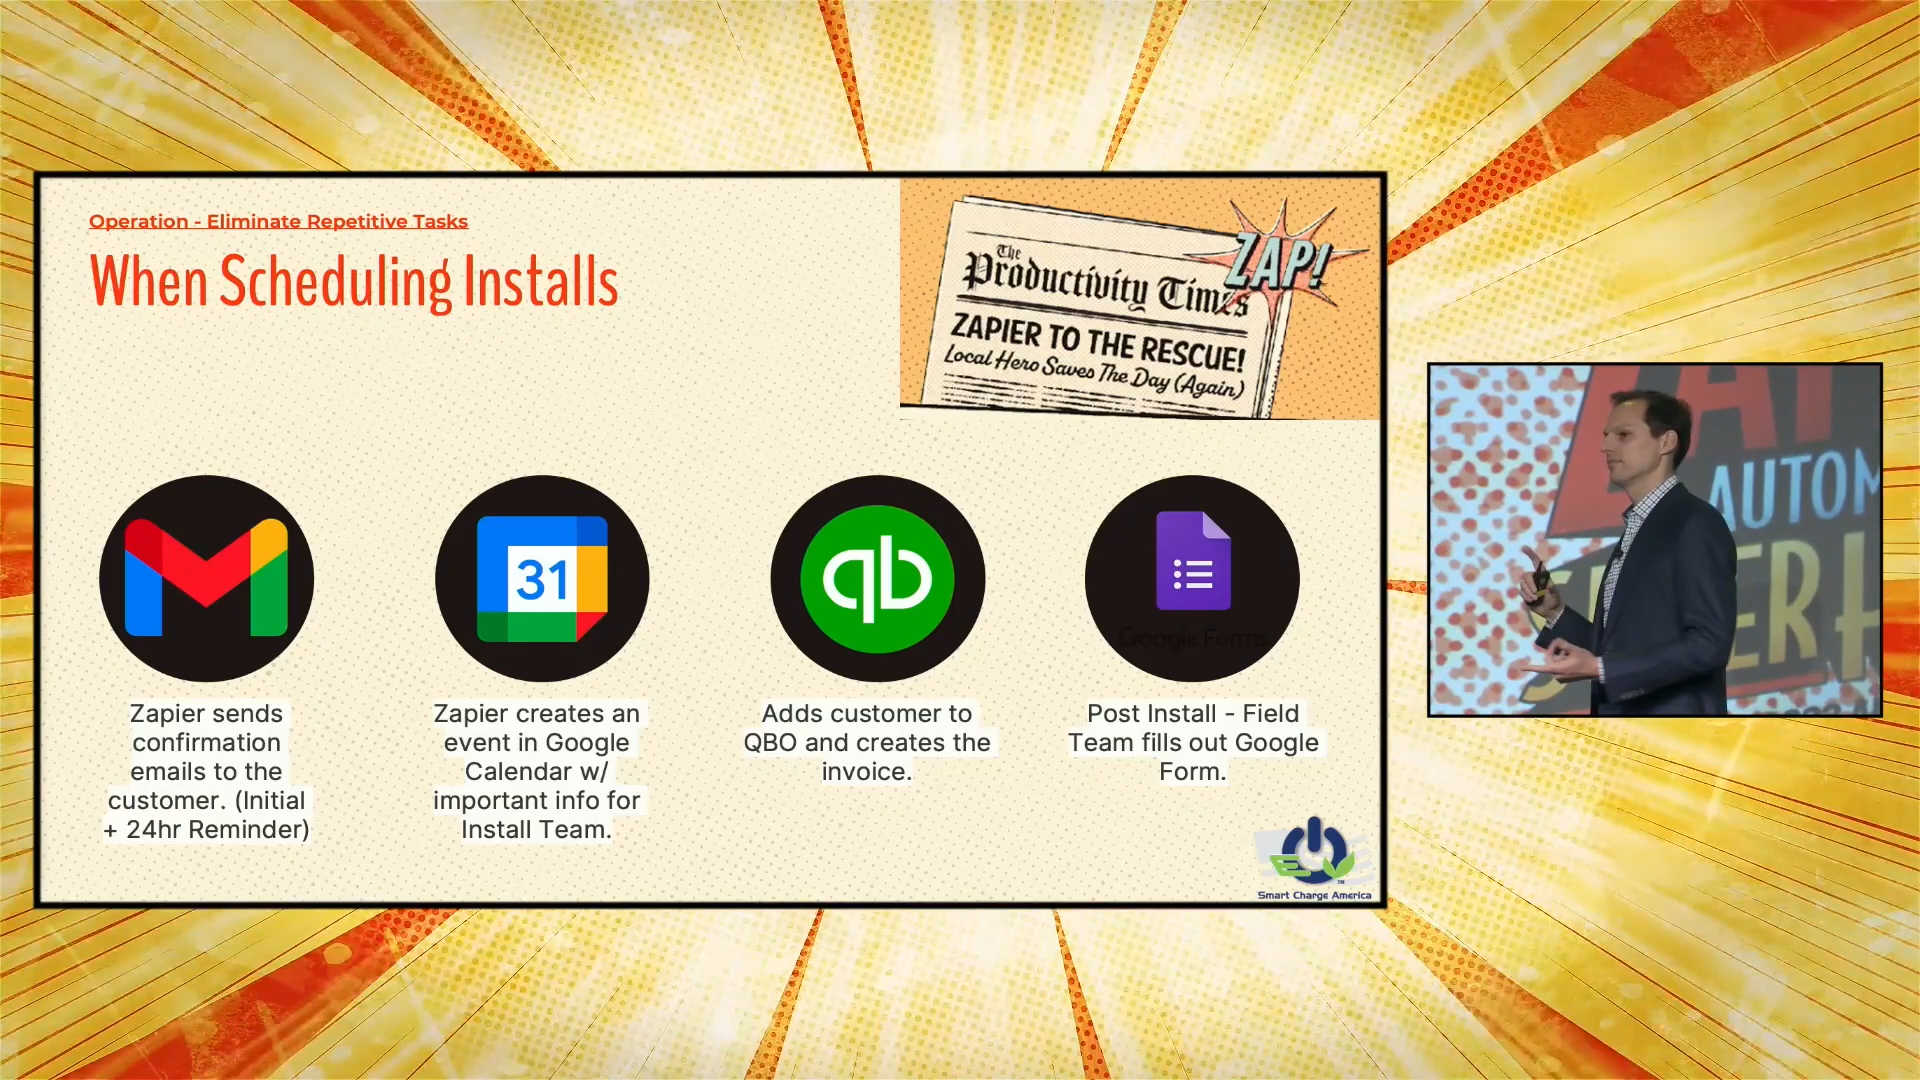 Operation - Eliminate Repetitive Tasks
When Scheduling Installs
The
Productivity Times
ZAP!
ZAPIER TO THE RESCUE!
Local Hero Saves The Day (Again)
31
qb
Google Forms
Zapier sends
confirmation
emails to the
customer. (Initial
+ 24hr Reminder)
Zapier creates an
event in Google
Calendar w/
important info for
Install Team.
Adds customer to
QBO and creates the
invoice.
Post Install - Field
Team fills out Google
Form.
Smart Charge America
AUTOM